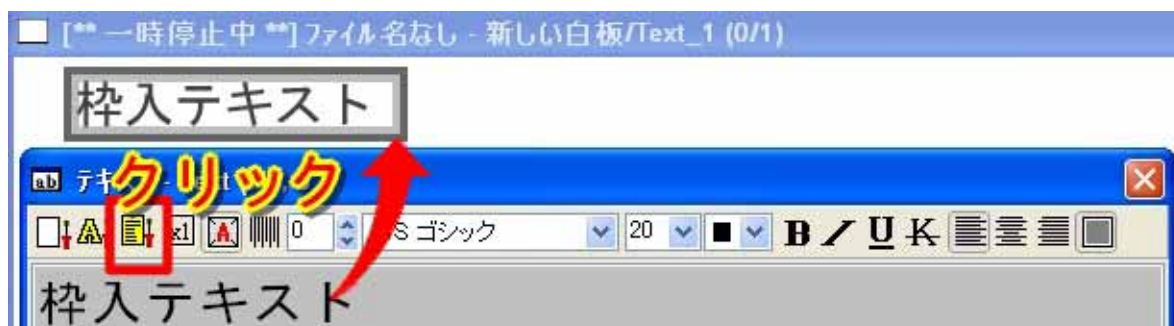 [** 一時停止中 **] ファイル名なし - 新しい白板/Text_1 (0/1)
枠入テキスト
クリック
x1 A 0 S ゴシック 20 B U K
枠入テキスト